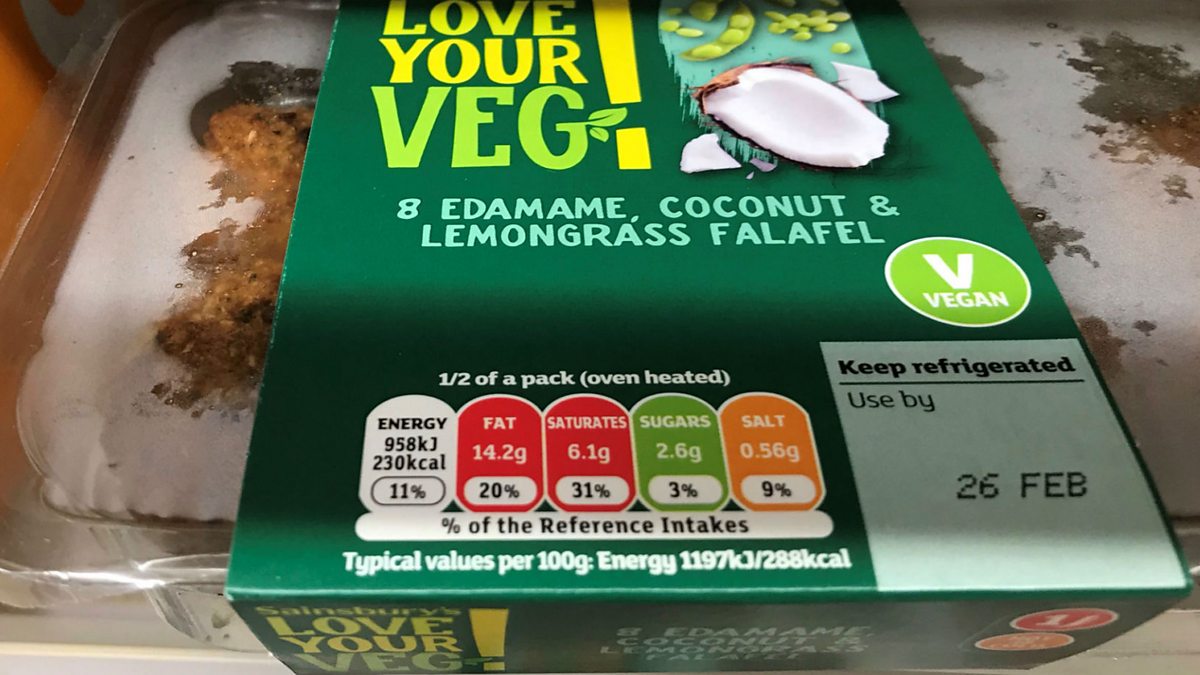 LOVE
YOUR
VEG!
8 EDAMAME, COCONUT &
LEMONGRASS FALAFEL
V
VEGAN
1/2 of a pack (oven heated)
ENERGY
958kJ
230kcal
11%
FAT
14.2g
20%
SATURATES
6.1g
31%
SUGARS
2.6g
3%
SALT
0.56g
9%
% of the Reference Intakes
Typical values per 100g: Energy 1197kJ/288kcal
Keep refrigerated
Use by
26 FEB
Sainsbury's
LOVE
YOUR
VEG!
8 EDAMAME,
COCONUT &
LEMONGRASS
FALAFEL